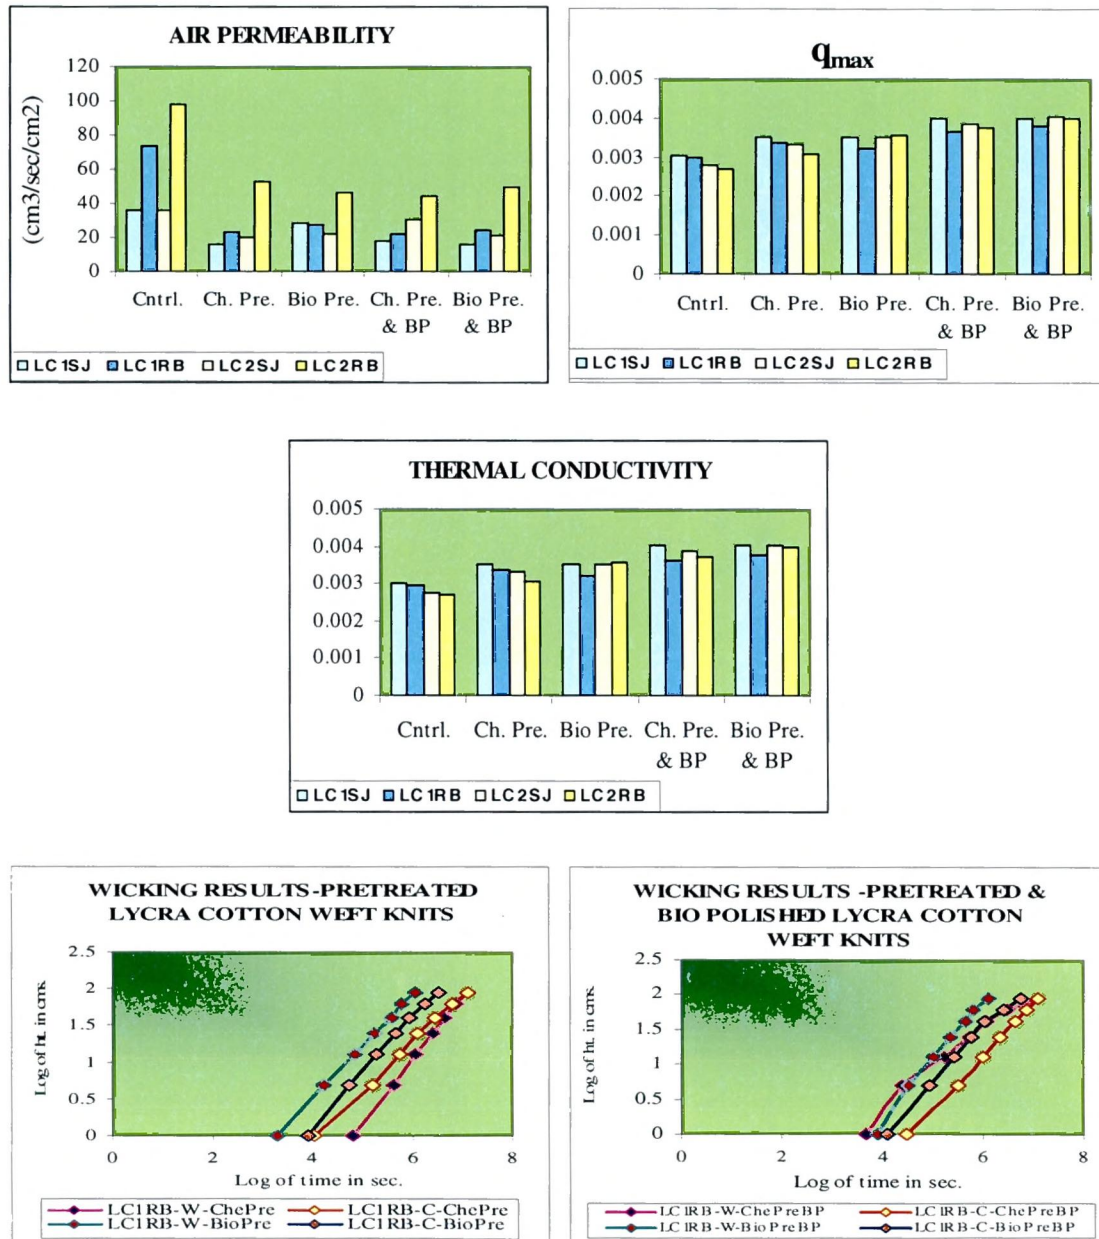 AIR PERMEABILITY
(cm3/sec/cm2)
120
100
80
60
40
20
0
Cntrl. Ch. Pre. Bio Pre. Ch. Pre. & BP Bio Pre. & BP
LC1SJ LC1RB LC2SJ LC2RB
qmax
0.005
0.004
0.003
0.002
0.001
0
Cntrl. Ch. Pre. Bio Pre. Ch. Pre. & BP Bio Pre. & BP
LC1SJ LC1RB LC2SJ LC2RB
THERMAL CONDUCTIVITY
0.005
0.004
0.003
0.002
0.001
0
Cntrl. Ch. Pre. Bio Pre. Ch. Pre. & BP Bio Pre. & BP
LC1SJ LC1RB LC2SJ LC2RB
WICKING RESULTS -PRETREATED
LYCRA COTTON WEFT KNITS
Log of ht. in cms.
2.5
2
1.5
1
0.5
0
0 2 4 6 8
Log of time in sec.
LC1RB-W-ChePre LC1RB-C-ChePre
LC1RB-W-BioPre LC1RB-C-BioPre
WICKING RESULTS -PRETREATED &
BIO POLISHED LYCRA COTTON
WEFT KNITS
Log of ht. in cms.
2.5
2
1.5
1
0.5
0
0 2 4 6 8
Log of time in sec.
LC1RB-W-ChePreBP LC1RB-C-ChePreBP
LC1RB-W-BioPreBP LC1RB-C-BioPreBP